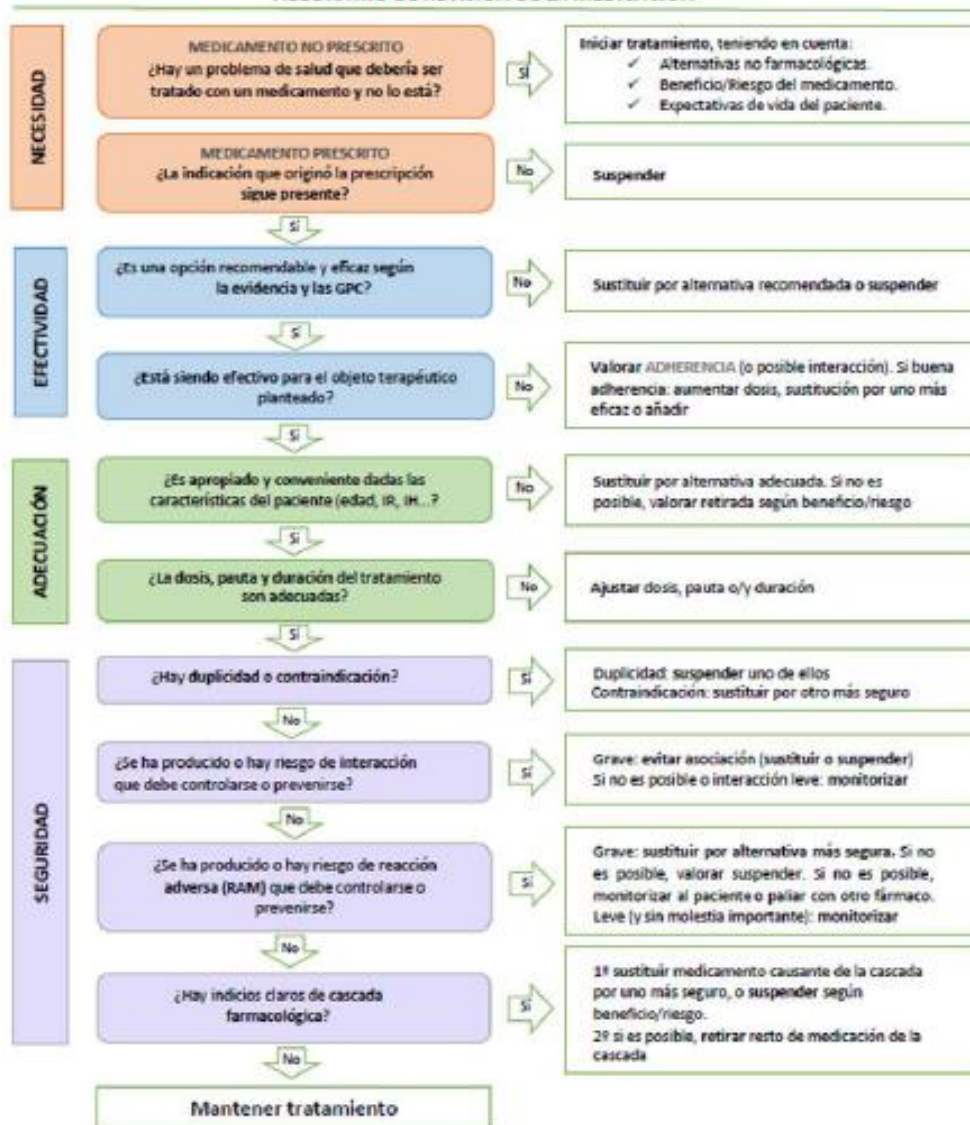 NECESIDAD
MEDICAMENTO NO PRESCRITO
¿Hay un problema de salud que debería ser
tratado con un medicamento y no lo está?
Sí
Iniciar tratamiento, teniendo en cuenta:
✓ Alternativas no farmacológicas.
✓ Beneficio/Riesgo del medicamento.
✓ Expectativas de vida del paciente.
MEDICAMENTO PRESCRITO
¿La indicación que originó la prescripción
sigue presente?
No
Suspender
Sí
EFECTIVIDAD
¿Es una opción recomendable y eficaz según
la evidencia y las GPC?
No
Sustituir por alternativa recomendada o suspender
Sí
¿Está siendo efectivo para el objeto terapéutico
planteado?
No
Valorar ADHERENCIA (o posible interacción). Si buena
adherencia: aumentar dosis, sustitución por uno más
eficaz o añadir
Sí
ADECUACIÓN
¿Es apropiado y conveniente dadas las
características del paciente (edad, IR, IH...?
No
Sustituir por alternativa adecuada. Si no es
posible, valorar retirada según beneficio/riesgo
Sí
¿La dosis, pauta y duración del tratamiento
son adecuadas?
No
Ajustar dosis, pauta o/y duración
Sí
SEGURIDAD
¿Hay duplicidad o contraindicación?
Sí
Duplicidad: suspender uno de ellos
Contraindicación: sustituir por otro más seguro
No
¿Se ha producido o hay riesgo de interacción
que debe controlarse o prevenirse?
Sí
Grave: evitar asociación (sustituir o suspender)
Si no es posible o interacción leve: monitorizar
No
¿Se ha producido o hay riesgo de reacción
adversa (RAM) que debe controlarse o
prevenirse?
Sí
Grave: sustituir por alternativa más segura. Si no
es posible, valorar suspender. Si no es posible,
monitorizar al paciente o paliar con otro fármaco.
Leve (y sin molestia importante): monitorizar
No
¿Hay indicios claros de cascada
farmacológica?
Sí
1º sustituir medicamento causante de la cascada
por uno más seguro, o suspender según
beneficio/riesgo.
2º si es posible, retirar resto de medicación de la
cascada
No
Mantener tratamiento